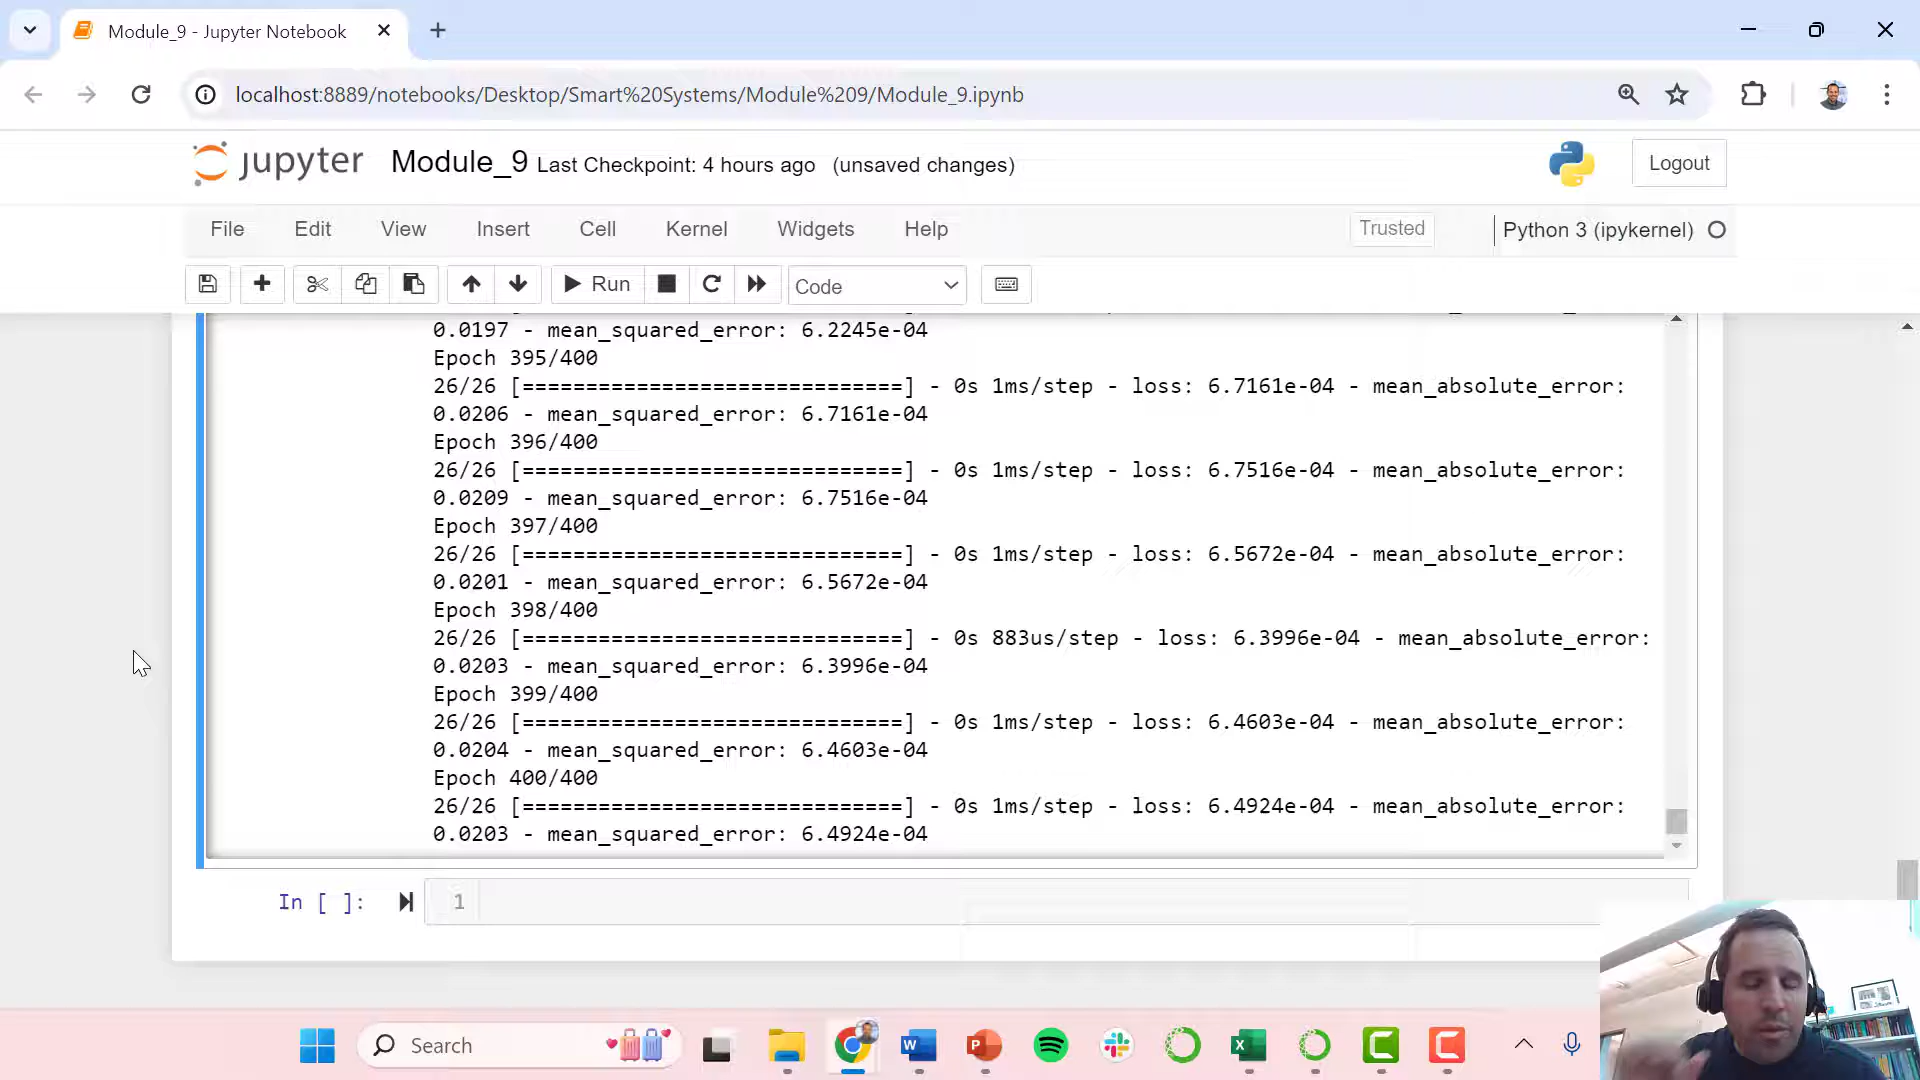 Module_9 - Jupyter Notebook
localhost:8889/notebooks/Desktop/Smart%20Systems/Module%209/Module_9.ipynb
jupyter Module_9 Last Checkpoint: 4 hours ago (unsaved changes) Logout
File Edit View Insert Cell Kernel Widgets Help Trusted Python 3 (ipykernel)
Run Code
0.0197 - mean_squared_error: 6.2245e-04
Epoch 395/400
26/26 [==============================] - 0s 1ms/step - loss: 6.7161e-04 - mean_absolute_error:
0.0206 - mean_squared_error: 6.7161e-04
Epoch 396/400
26/26 [==============================] - 0s 1ms/step - loss: 6.7516e-04 - mean_absolute_error:
0.0209 - mean_squared_error: 6.7516e-04
Epoch 397/400
26/26 [==============================] - 0s 1ms/step - loss: 6.5672e-04 - mean_absolute_error:
0.0201 - mean_squared_error: 6.5672e-04
Epoch 398/400
26/26 [==============================] - 0s 883us/step - loss: 6.3996e-04 - mean_absolute_error:
0.0203 - mean_squared_error: 6.3996e-04
Epoch 399/400
26/26 [==============================] - 0s 1ms/step - loss: 6.4603e-04 - mean_absolute_error:
0.0204 - mean_squared_error: 6.4603e-04
Epoch 400/400
26/26 [==============================] - 0s 1ms/step - loss: 6.4924e-04 - mean_absolute_error:
0.0203 - mean_squared_error: 6.4924e-04
In [ ]: 1
Search